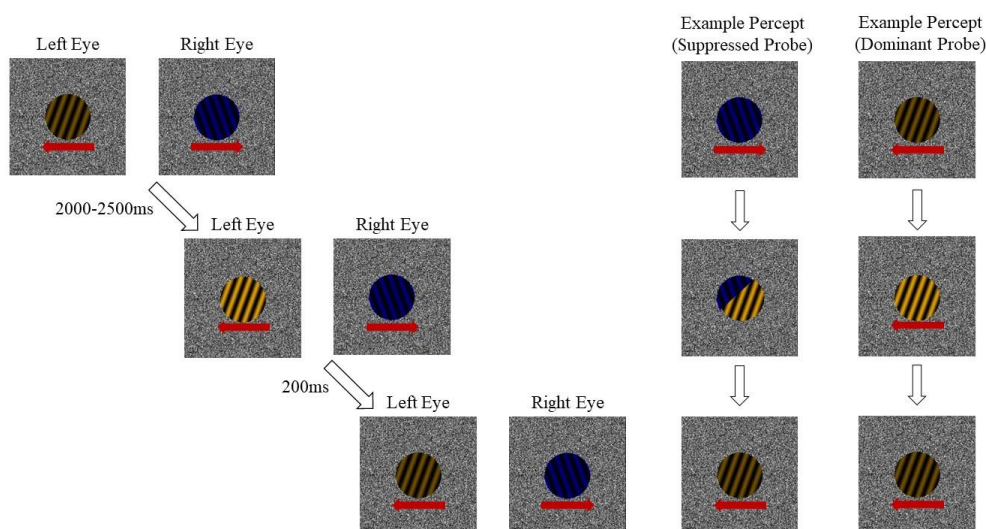 Left Eye
Right Eye
Example Percept
(Suppressed Probe)
Example Percept
(Dominant Probe)
2000-2500ms
Left Eye
Right Eye
200ms
Left Eye
Right Eye